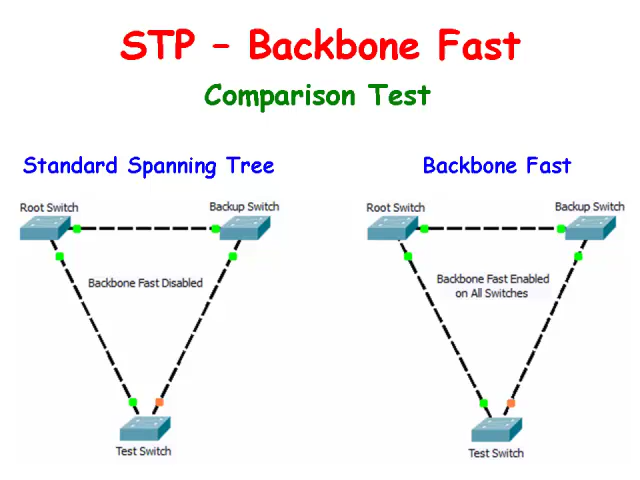 STP – Backbone Fast
Comparison Test
Standard Spanning Tree
Backbone Fast
Root Switch
Backup Switch
Backbone Fast Disabled
Test Switch
Root Switch
Backup Switch
Backbone Fast Enabled
on All Switches
Test Switch